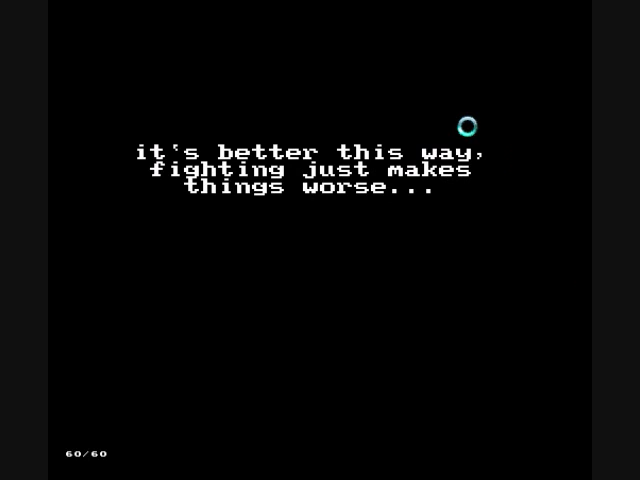 it's better this way,
fighting just makes
things worse...
60/60